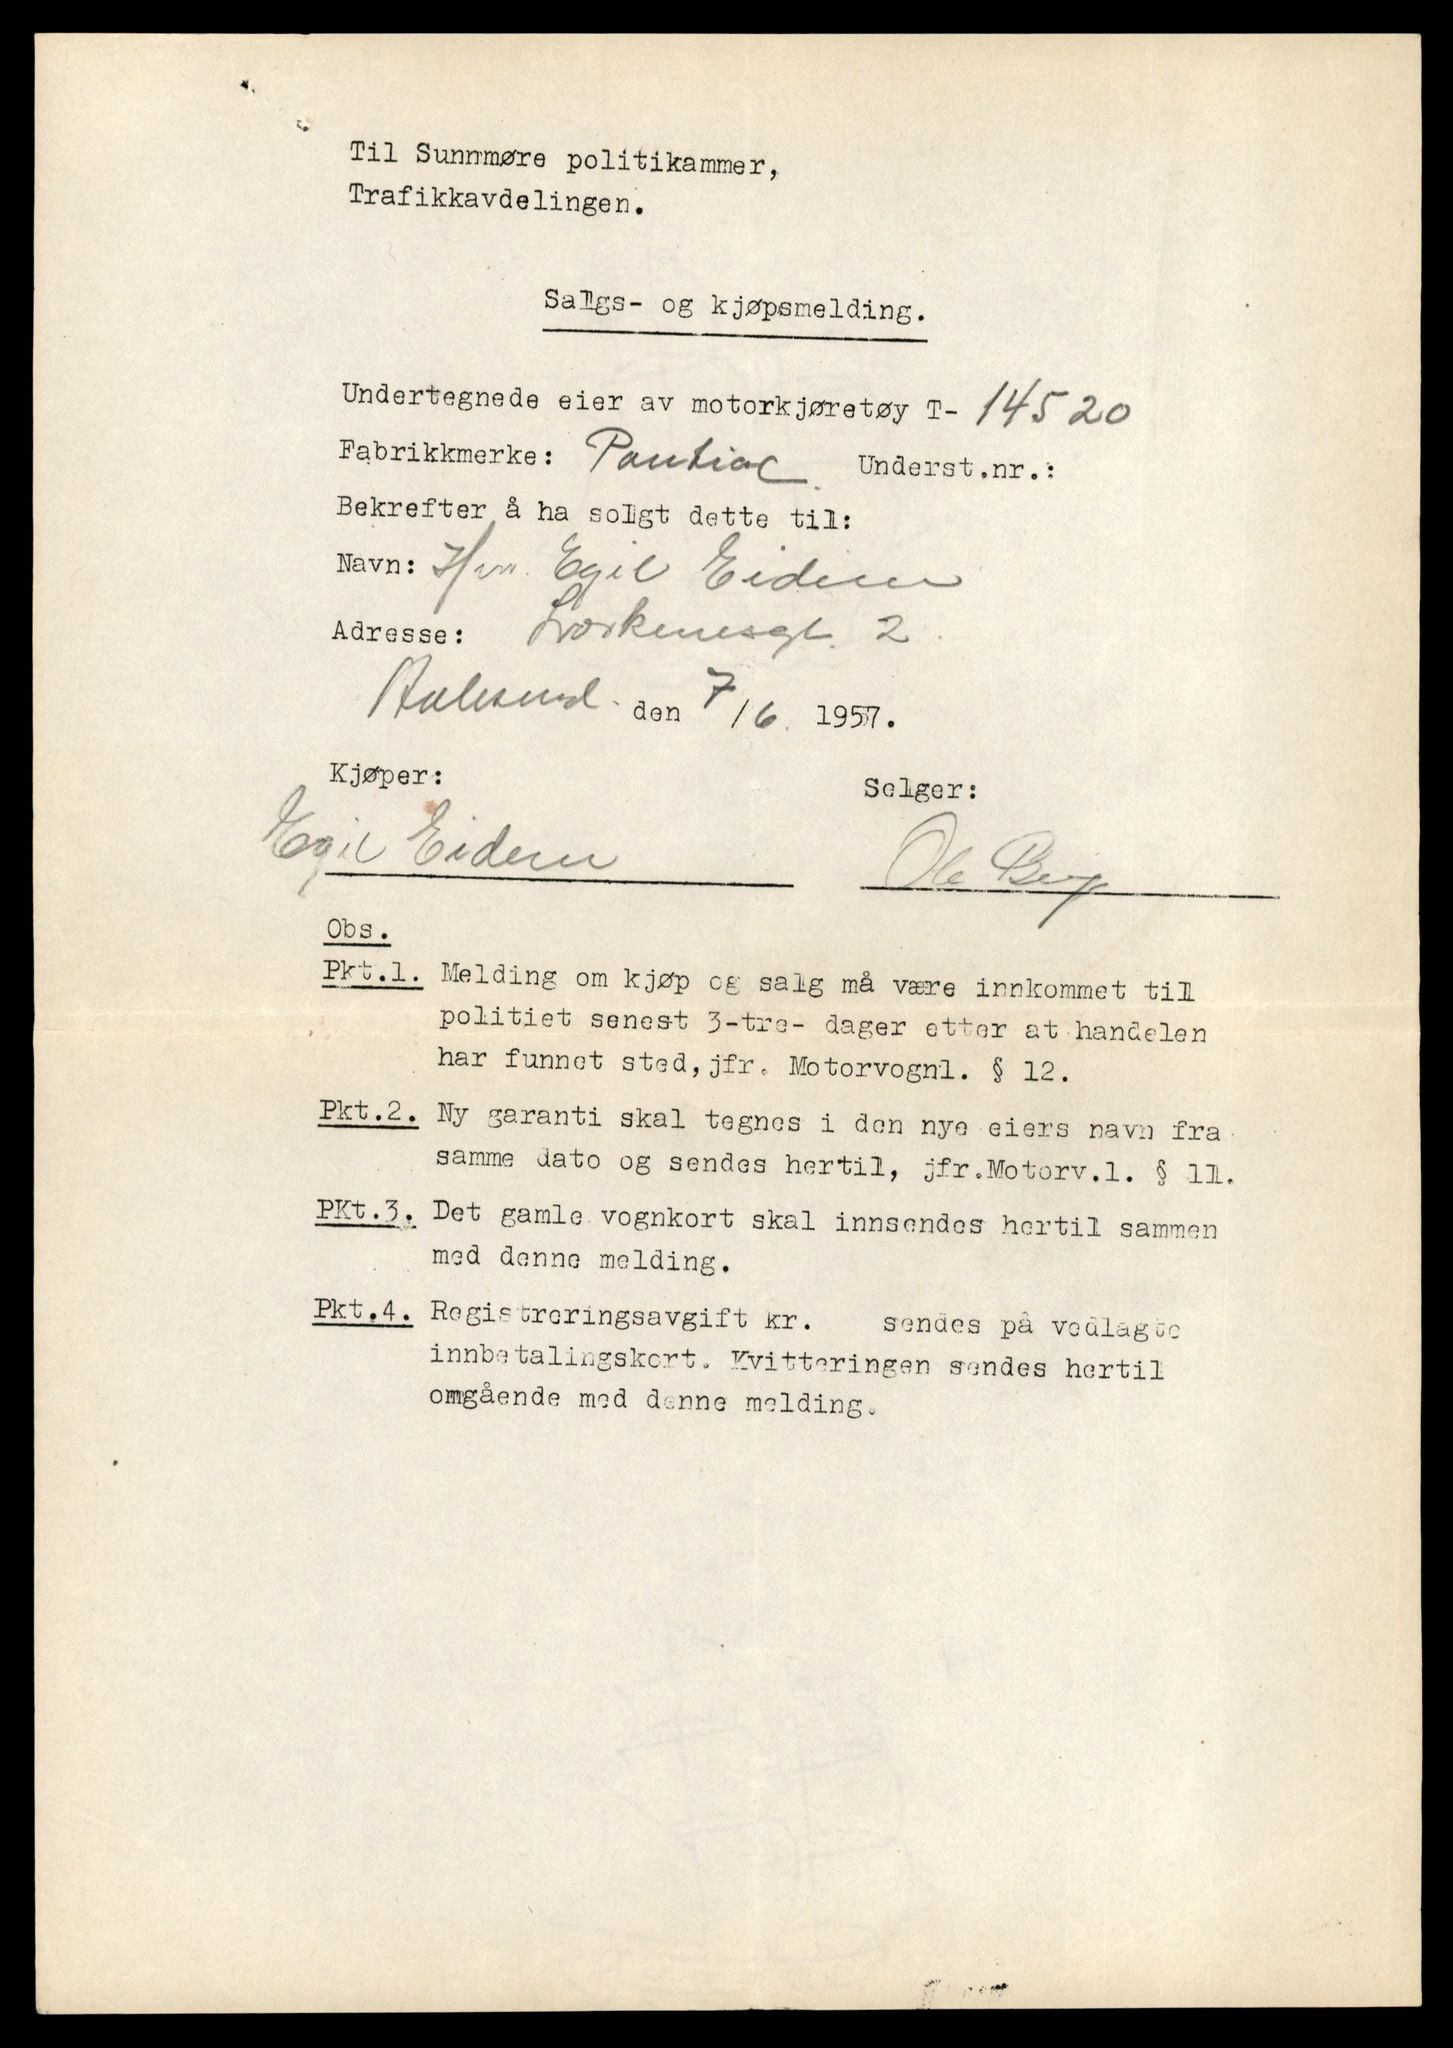 Til Sunnmøre politikammer,
Trafikkavdelingen.
Salgs- og kjøpsmelding.
Undertegnede eier av motorkjøretøy T- 14520
Fabrikkmerke: Pontiac Underst.nr.:
Bekrefter å ha solgt dette til:
Navn: Hrr. Egil Eidem
Adresse: 2
Aalesund den 7/6. 1957.
Kjøper: Selger:
Egil Eidem Ole Berg
Obs.
Pkt.1. Melding om kjøp og salg må være innkommet til
politiet senest 3-tre- dager etter at handelen
har funnet sted, jfr. Motorvognl. § 12.
Pkt.2. Ny garanti skal tegnes i den nye eiers navn fra
samme dato og sendes hertil, jfr.Motorv.l. § 11.
PKt.3. Det gamle vognkort skal innsendes hertil sammen
med denne melding.
Pkt.4. Registreringsavgift kr. sendes på vedlagte
innbetalingskort. Kvitteringen sendes hertil
omgående med denne melding.